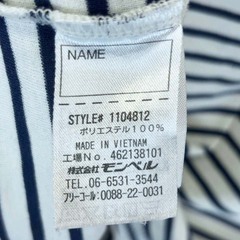 NAME
STYLE# 1104812
ポリエステル100%
MADE IN VIETNAM
工場No.462138101
株式会社モンベル
TEL.06-6531-3544
フリーコール:0088-22-0031